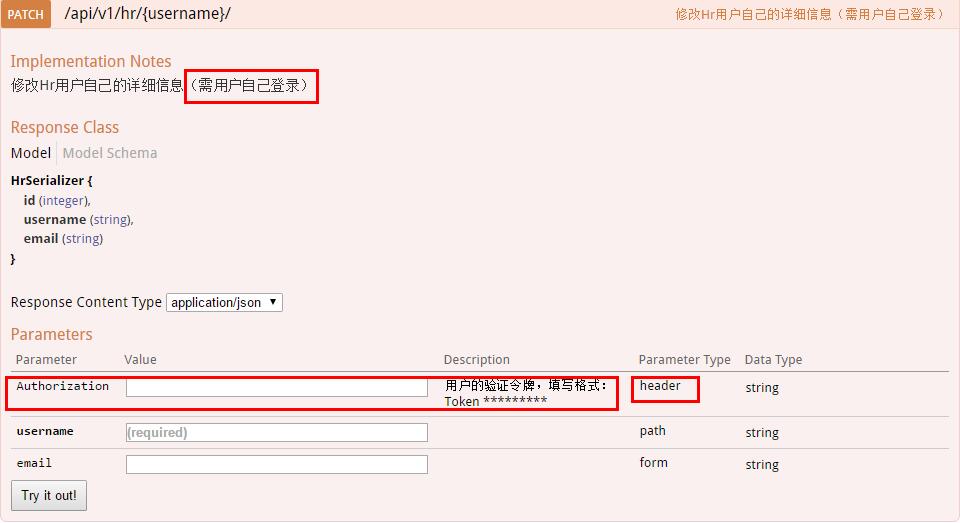 PATCH /api/v1/hr/{username}/ 修改Hr用户自己的详细信息（需用户自己登录）
Implementation Notes
修改Hr用户自己的详细信息（需用户自己登录）
Response Class
Model Model Schema
HrSerializer {
id (integer),
username (string),
email (string)
}
Response Content Type application/json
Parameters
Parameter Value Description Parameter Type Data Type
Authorization 用户的验证令牌，填写格式： header string
Token *********
username (required) path string
email form string
Try it out!